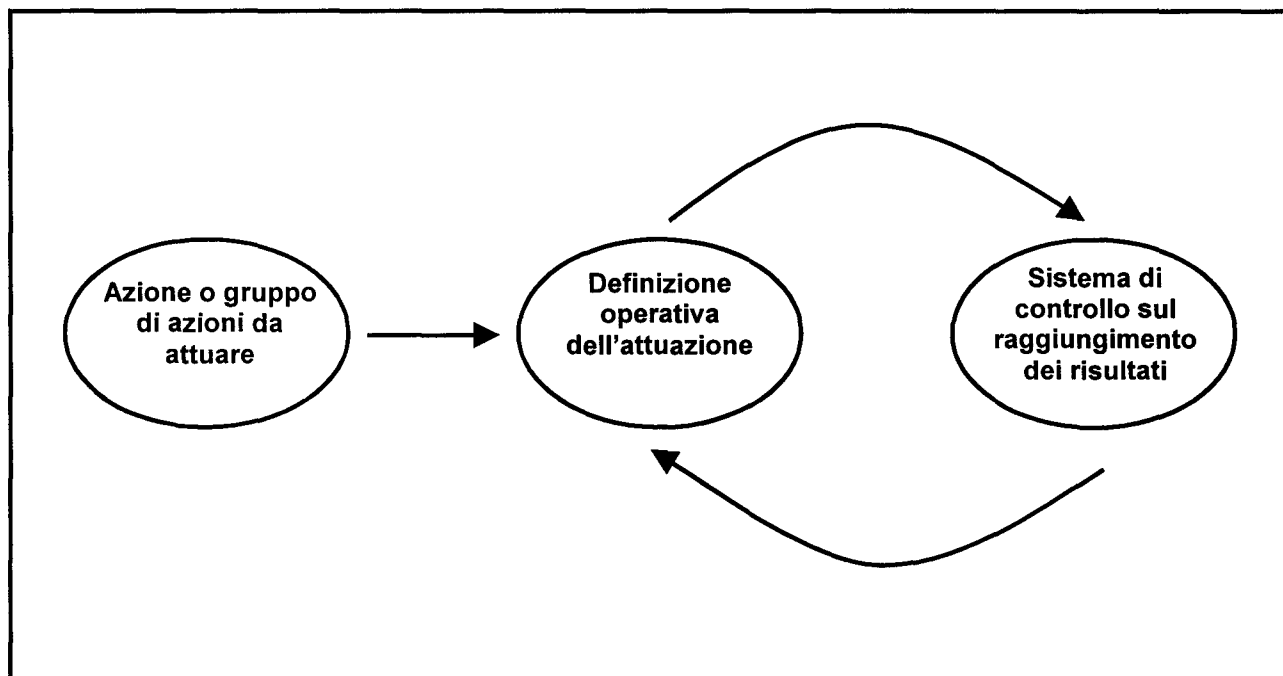 Azione o gruppo
di azioni da
attuare
Definizione
operativa
dell'attuazione
Sistema di
controllo sul
raggiungimento
dei risultati